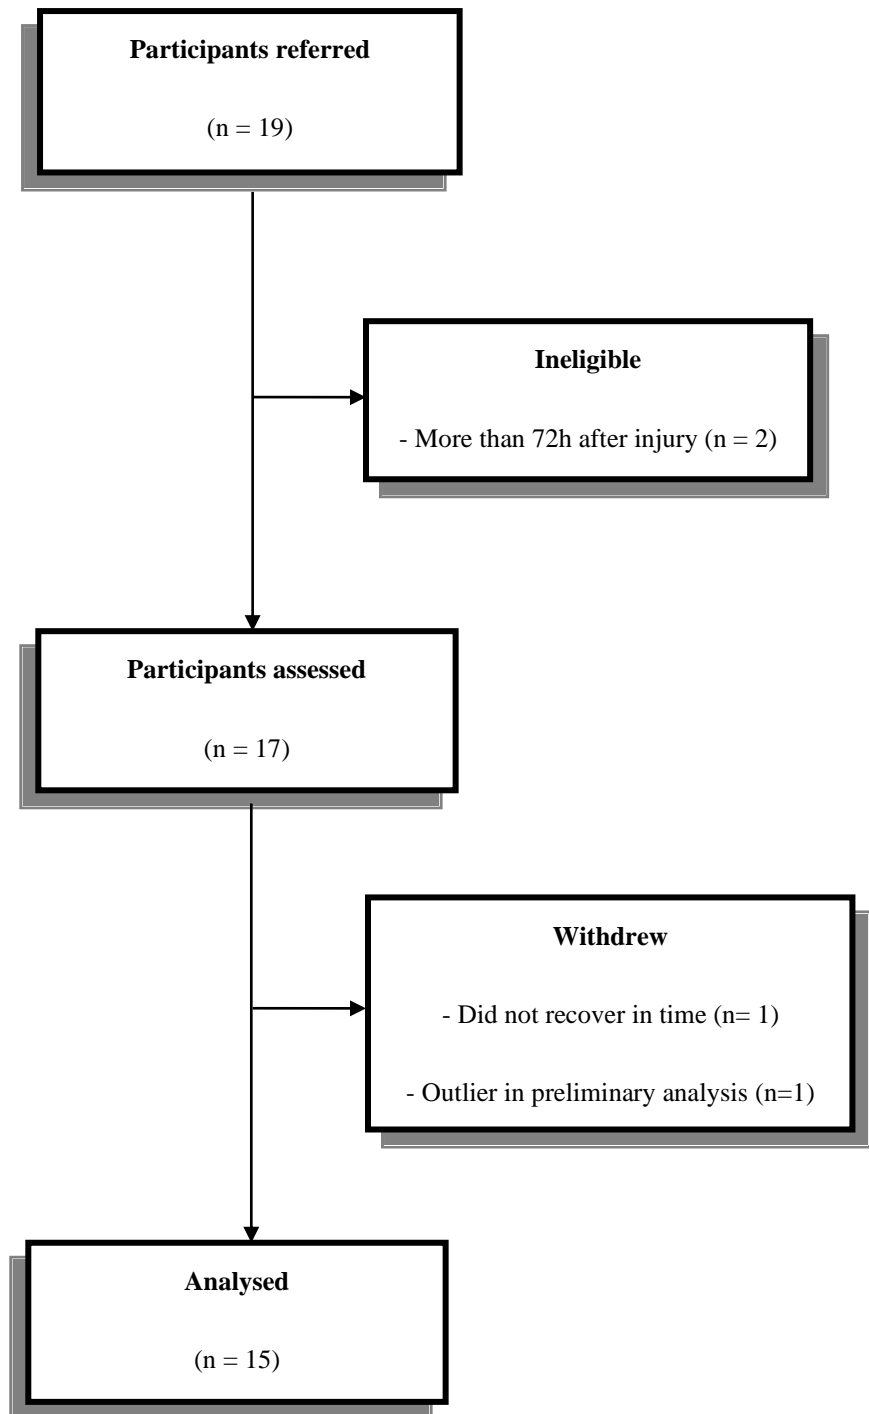 Participants referred
(n = 19)
Ineligible
- More than 72h after injury (n = 2)
Participants assessed
(n = 17)
Withdrew
- Did not recover in time (n= 1)
- Outlier in preliminary analysis (n=1)
Analysed
(n = 15)